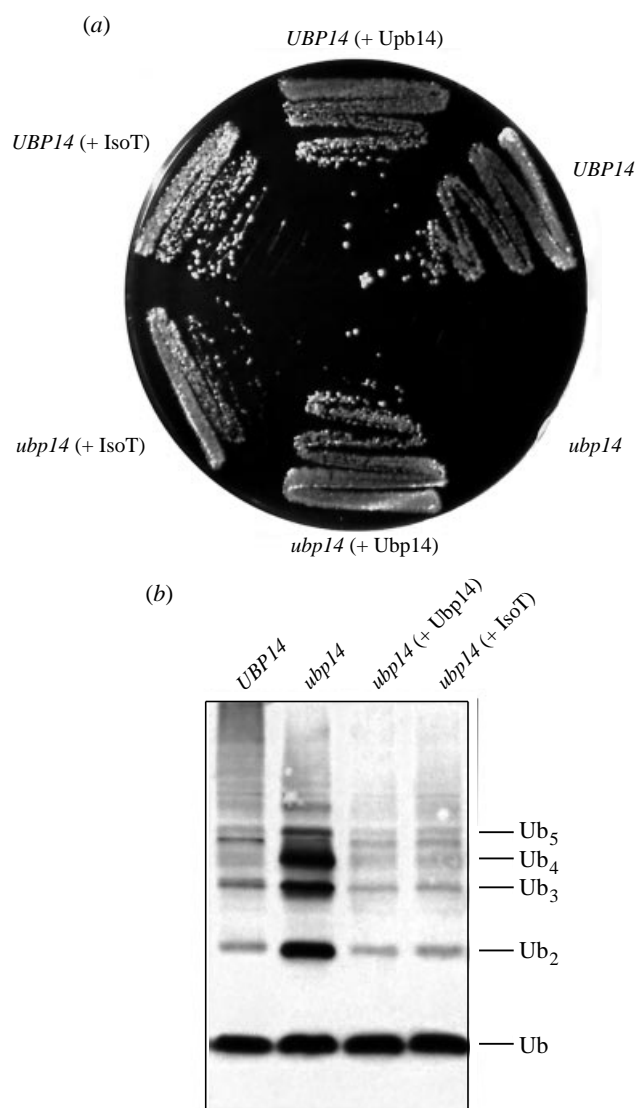 (a)
UBP14 (+ Upb14)
UBP14 (+ IsoT)
UBP14
ubp14 (+ IsoT)
ubp14
ubp14 (+ Ubp14)
(b)
UBP14
ubp14
ubp14 (+ Ubp14)
ubp14 (+ IsoT)
Ub5
Ub4
Ub3
Ub2
Ub